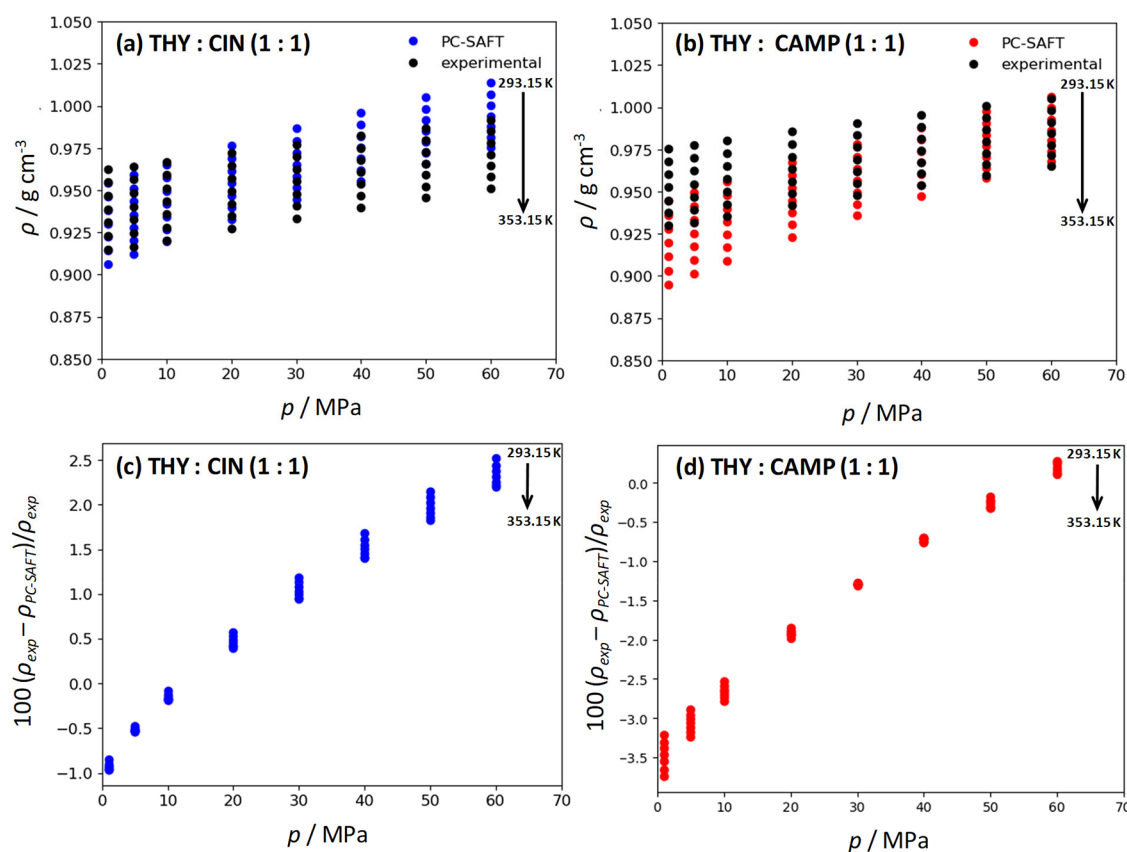 (a) THY : CIN (1 : 1)
PC-SAFT
experimental
293.15 K
353.15K
1.050
1.025
1.000
0.975
0.950
0.925
0.900
0.875
0.850
ρ / g cm-3
0 10 20 30 40 50 60 70
p / MPa
(b) THY : CAMP (1 : 1)
PC-SAFT
experimental
293.15 K
353.15K
1.050
1.025
1.000
0.975
0.950
0.925
0.900
0.875
0.850
ρ / g cm-3
0 10 20 30 40 50 60 70
p / MPa
(c) THY : CIN (1 : 1)
293.15 K
353.15 K
2.5
2.0
1.5
1.0
0.5
0.0
−0.5
−1.0
100 (ρexp− ρPC-SAFT)/ρexp
0 10 20 30 40 50 60 70
p / MPa
(d) THY : CAMP (1 : 1)
293.15 K
353.15 K
0.0
−0.5
−1.0
−1.5
−2.0
−2.5
−3.0
−3.5
100 (ρexp− ρPC-SAFT)/ρexp
0 10 20 30 40 50 60 70
p / MPa